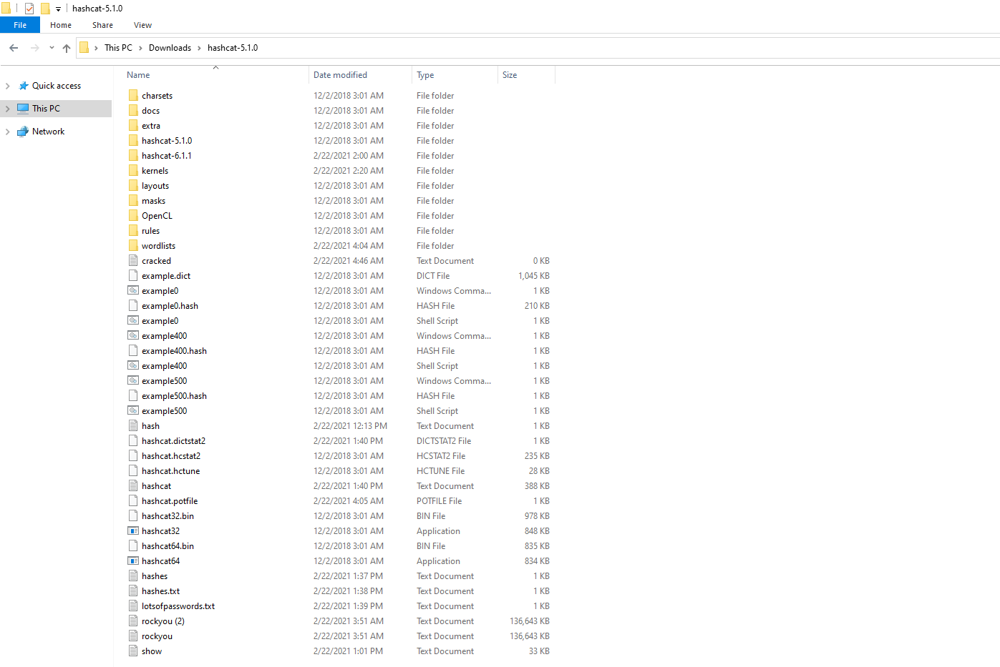 hashcat-5.1.0
File Home Share View
This PC > Downloads > hashcat-5.1.0
Name Date modified Type Size
Quick access
This PC
Network
charsets 12/2/2018 3:01 AM File folder
docs 12/2/2018 3:01 AM File folder
extra 12/2/2018 3:01 AM File folder
hashcat-5.1.0 12/2/2018 3:01 AM File folder
hashcat-6.1.1 2/22/2021 2:00 AM File folder
kernels 2/22/2021 2:20 AM File folder
layouts 12/2/2018 3:01 AM File folder
masks 12/2/2018 3:01 AM File folder
OpenCL 12/2/2018 3:01 AM File folder
rules 12/2/2018 3:01 AM File folder
wordlists 2/22/2021 4:04 AM File folder
cracked 2/22/2021 4:46 AM Text Document 0 KB
example.dict 12/2/2018 3:01 AM DICT File 1,045 KB
example0 12/2/2018 3:01 AM Windows Comma... 1 KB
example0.hash 12/2/2018 3:01 AM HASH File 210 KB
example0 12/2/2018 3:01 AM Shell Script 1 KB
example400 12/2/2018 3:01 AM Windows Comma... 1 KB
example400.hash 12/2/2018 3:01 AM HASH File 1 KB
example400 12/2/2018 3:01 AM Shell Script 1 KB
example500 12/2/2018 3:01 AM Windows Comma... 1 KB
example500.hash 12/2/2018 3:01 AM HASH File 1 KB
example500 12/2/2018 3:01 AM Shell Script 1 KB
hash 2/22/2021 12:13 PM Text Document 1 KB
hashcat.dictstat2 2/22/2021 1:40 PM DICTSTAT2 File 1 KB
hashcat.hcstat2 12/2/2018 3:01 AM HCSTAT2 File 235 KB
hashcat.hctune 12/2/2018 3:01 AM HCTUNE File 28 KB
hashcat 2/22/2021 1:40 PM Text Document 388 KB
hashcat.potfile 2/22/2021 4:05 AM POTFILE File 1 KB
hashcat32.bin 12/2/2018 3:01 AM BIN File 978 KB
hashcat32 12/2/2018 3:01 AM Application 848 KB
hashcat64.bin 12/2/2018 3:01 AM BIN File 835 KB
hashcat64 12/2/2018 3:01 AM Application 834 KB
hashes 2/22/2021 1:37 PM Text Document 1 KB
hashes.txt 2/22/2021 1:38 PM Text Document 1 KB
lotsofpasswords.txt 2/22/2021 1:39 PM Text Document 1 KB
rockyou (2) 2/22/2021 3:51 AM Text Document 136,643 KB
rockyou 2/22/2021 3:51 AM Text Document 136,643 KB
show 2/22/2021 1:01 PM Text Document 33 KB